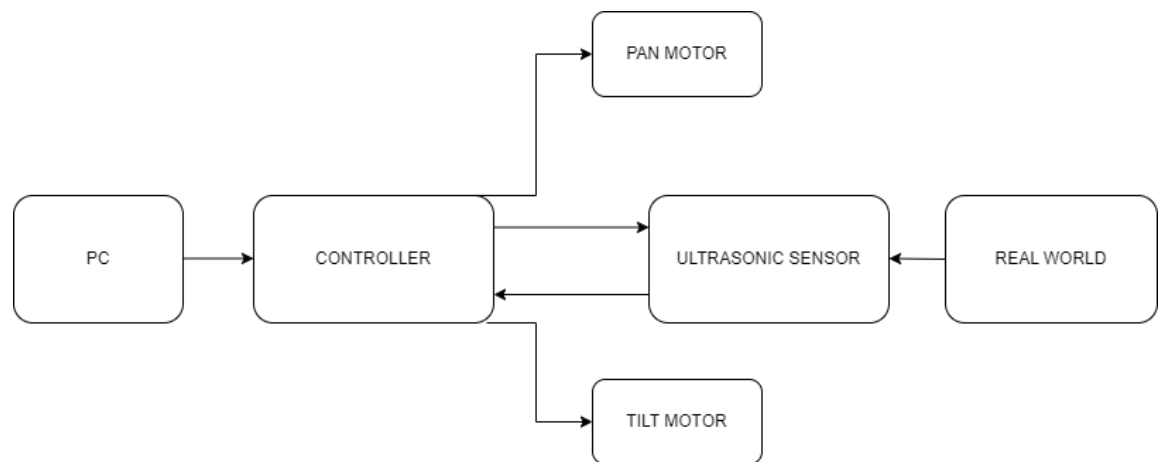 PAN MOTOR
PC
CONTROLLER
ULTRASONIC SENSOR
REAL WORLD
TILT MOTOR